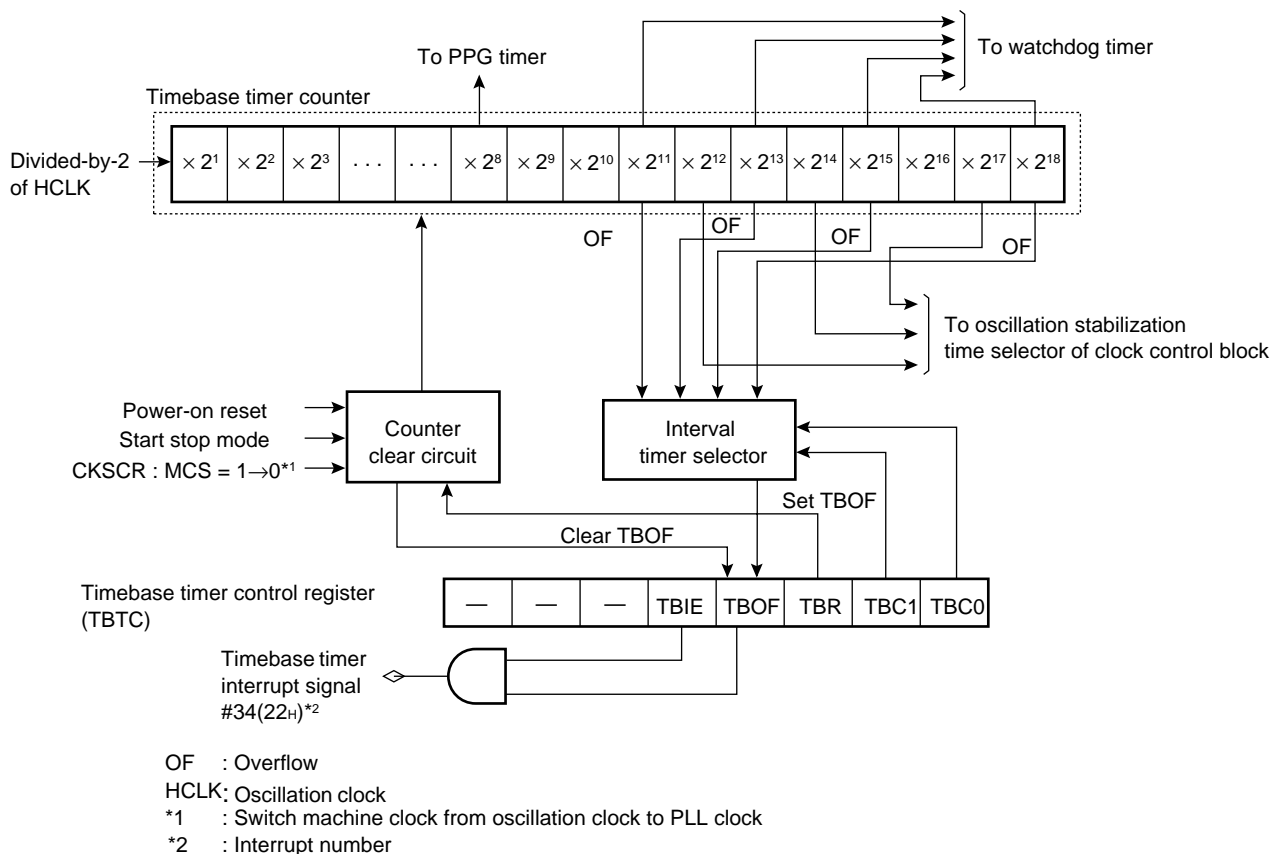 To watchdog timer
To PPG timer
Timebase timer counter
Divided-by-2
of HCLK
× 2¹ × 2² × 2³ · · · · · · × 2⁸ × 2⁹ × 2¹⁰ × 2¹¹ × 2¹² × 2¹³ × 2¹⁴ × 2¹⁵ × 2¹⁶ × 2¹⁷ × 2¹⁸
OF OF OF OF
To oscillation stabilization
time selector of clock control block
Power-on reset
Start stop mode
CKSCR : MCS = 1→0*¹
Counter
clear circuit
Interval
timer selector
Set TBOF
Clear TBOF
Timebase timer control register
(TBTC)
— — — TBIE TBOF TBR TBC1 TBC0
Timebase timer
interrupt signal
#34(22H)*²
OF : Overflow
HCLK: Oscillation clock
*1 : Switch machine clock from oscillation clock to PLL clock
*2 : Interrupt number